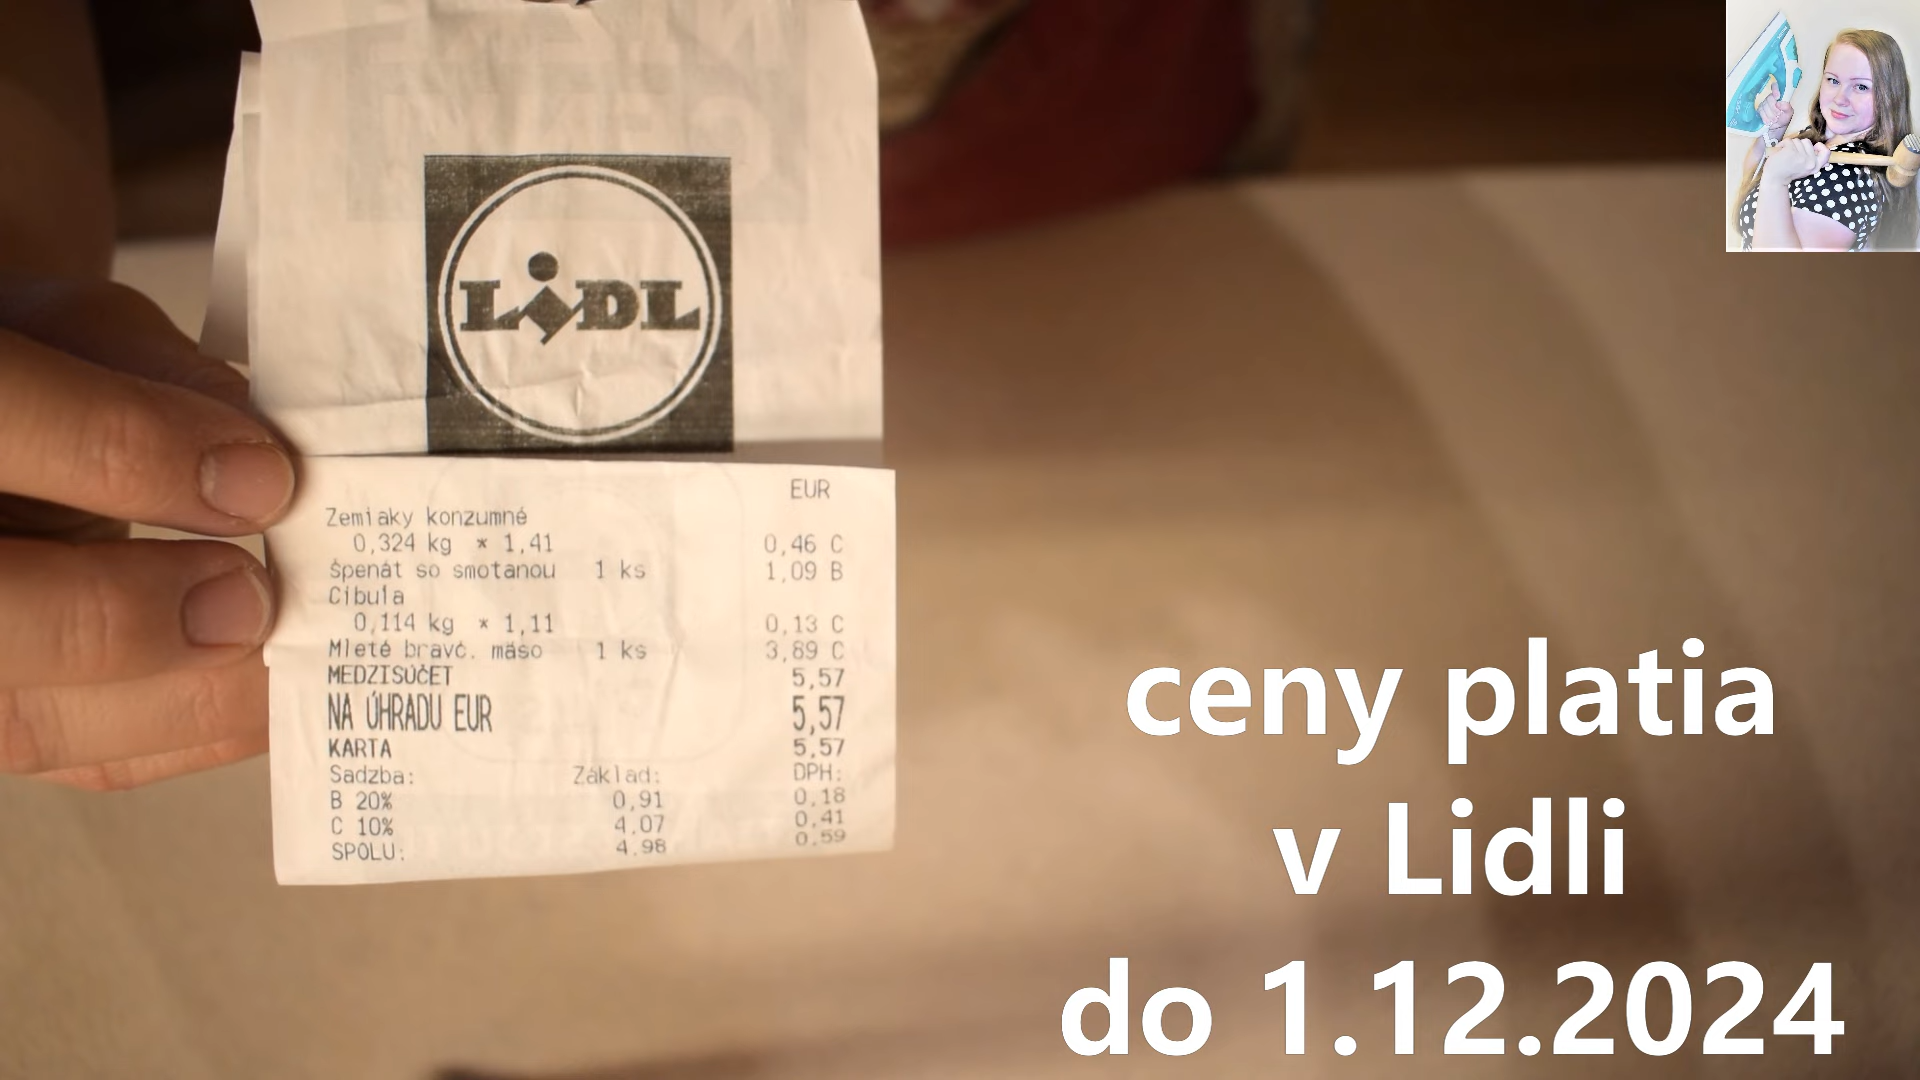 LIDL
EUR
Zemiaky konzumné
0,324 kg * 1,41 0,46 C
Špenát so smotanou 1 ks 1,09 B
Cibuľa
0,114 kg * 1,11 0,13 C
Mleté bravč. mäso 1 ks 3,89 C
MEDZISÚČET 5,57
NA ÚHRADU EUR 5,57
KARTA 5,57
Sadzba: Základ: DPH:
B 20% 0,91 0,18
C 10% 4,07 0,41
SPOLU: 4,98 0,59
ceny platia
v Lidli
do 1.12.2024